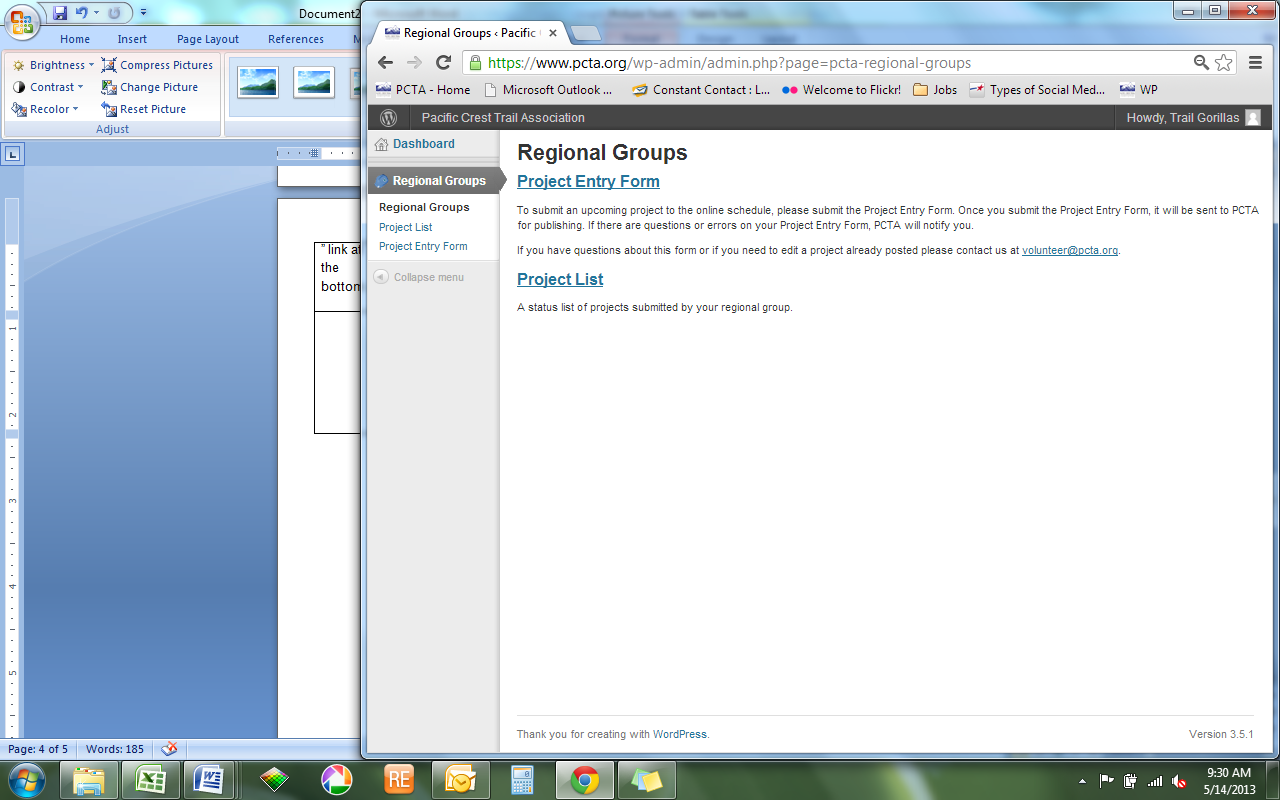 Document2
Home Insert Page Layout References
Brightness Compress Pictures
Contrast Change Picture
Recolor Reset Picture
Adjust
" link at
the
bottom
1
2
3
4
5
Page: 4 of 5 Words: 185
Regional Groups ‹ Pacific
https://www.pcta.org/wp-admin/admin.php?page=pcta-regional-groups
PCTA - Home Microsoft Outlook ... Constant Contact : L... Welcome to Flickr! Jobs Types of Social Med... WP
Pacific Crest Trail Association Howdy, Trail Gorillas
Dashboard
Regional Groups
Regional Groups
Project List
Project Entry Form
Collapse menu
Regional Groups
Project Entry Form
To submit an upcoming project to the online schedule, please submit the Project Entry Form. Once you submit the Project Entry Form, it will be sent to PCTA
for publishing. If there are questions or errors on your Project Entry Form, PCTA will notify you.
If you have questions about this form or if you need to edit a project already posted please contact us at volunteer@pcta.org.
Project List
A status list of projects submitted by your regional group.
Thank you for creating with WordPress. Version 3.5.1
RE
9:30 AM
5/14/2013